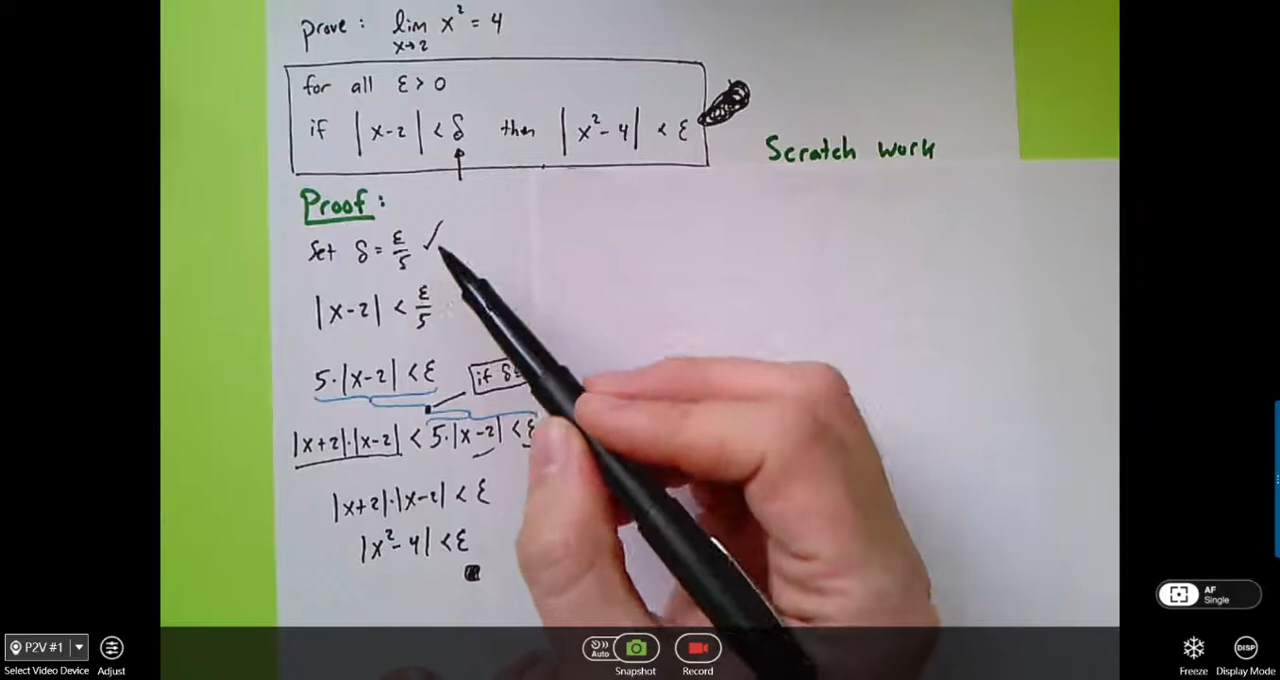 prove: lim x² = 4
x→2
for all ε > 0
if |x-2| < δ then |x²-4| < ε
Scratch work
Proof:
Set δ = ε/5 ✓
|x-2| < ε/5
5·|x-2| < ε
if δ
|x+2|·|x-2| < 5·|x-2| < ε
|x+2|·|x-2| < ε
|x²-4| < ε
P2V #1
Select Video Device
Adjust
Auto
Snapshot
Record
AF
Single
Freeze
DISP
Display Mode